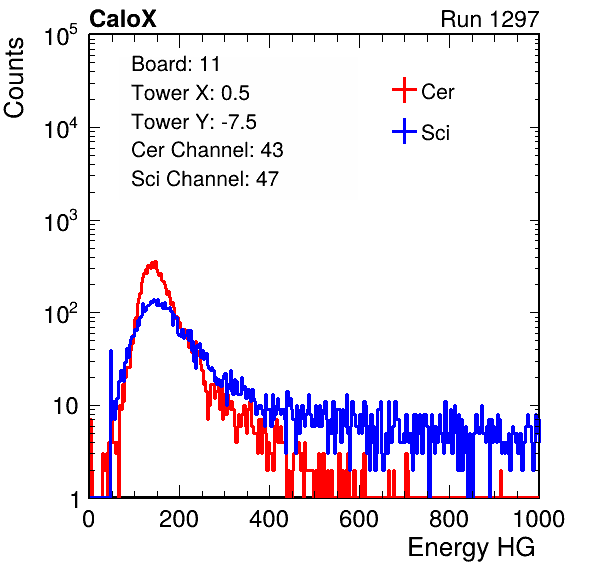 CaloX Run 1297
Counts
10^5
10^4
10^3
10^2
10
1
Board: 11
Tower X: 0.5
Tower Y: -7.5
Cer Channel: 43
Sci Channel: 47
Cer
Sci
0 200 400 600 800 1000
Energy HG